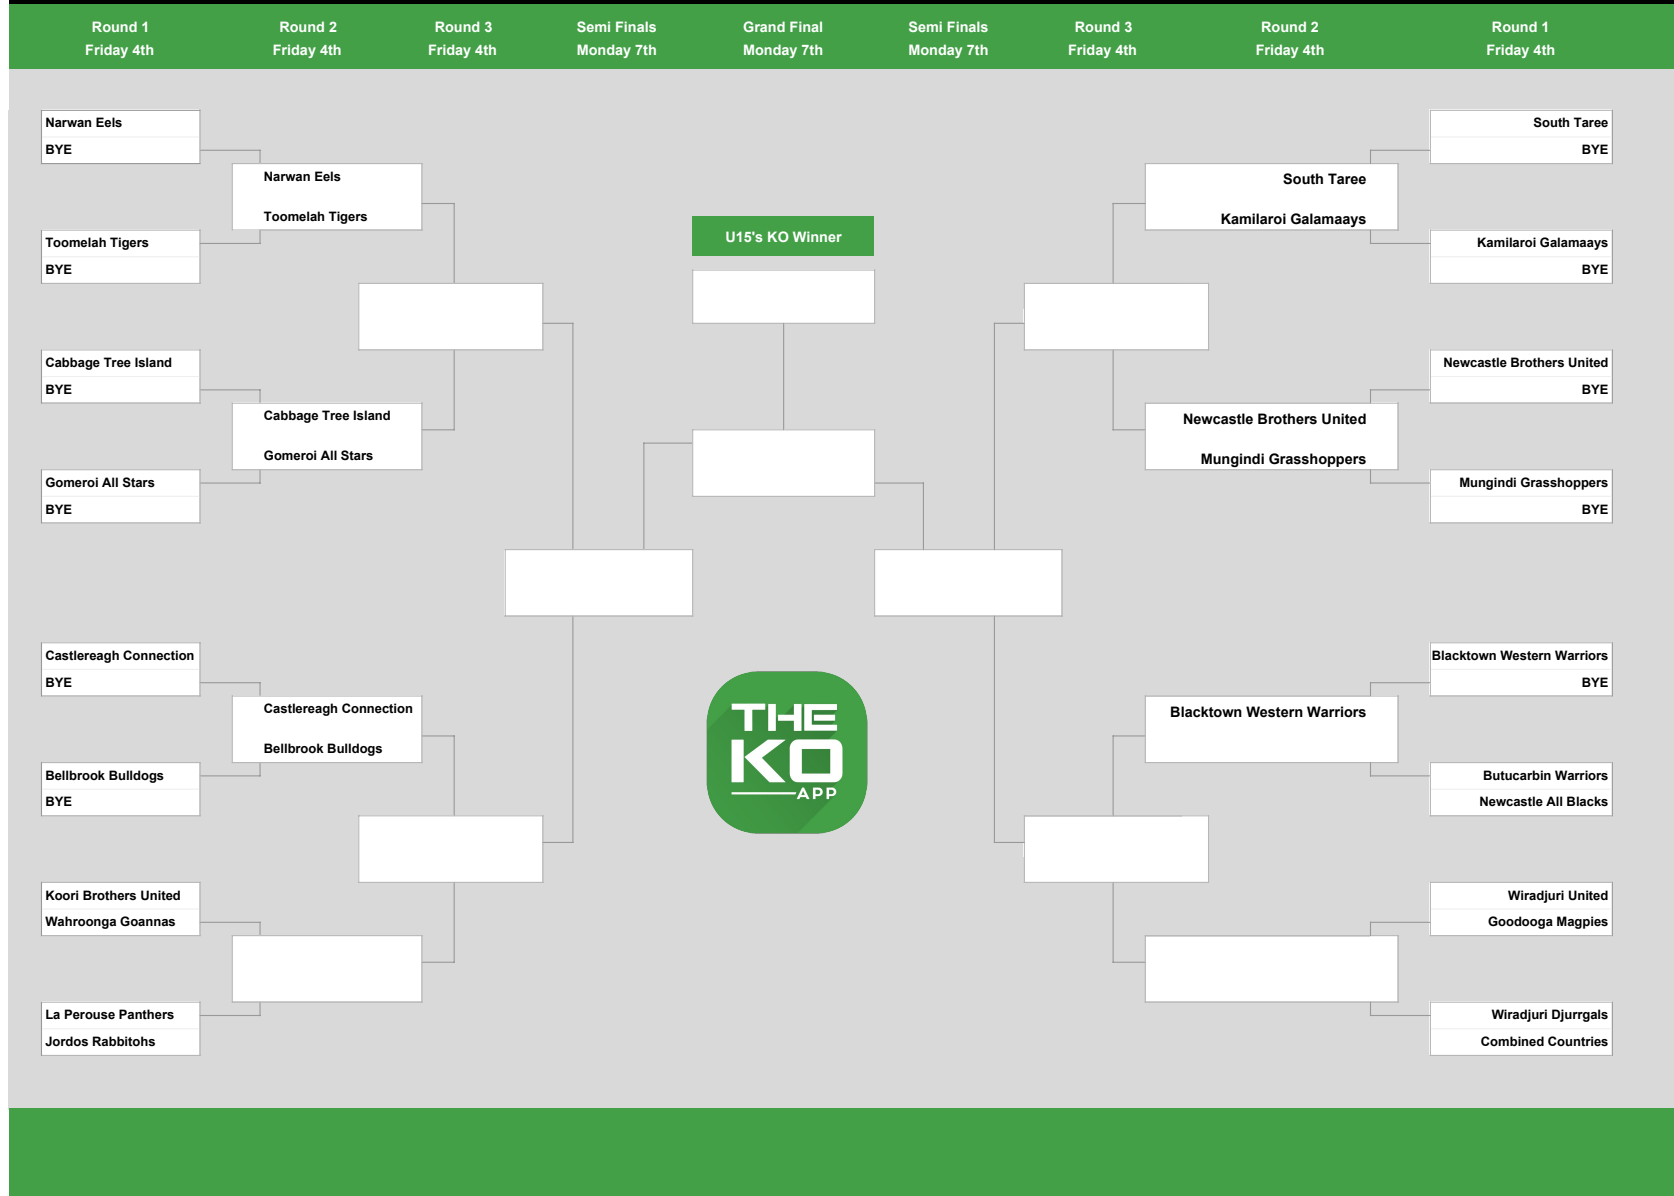 Round 1
Friday 4th
Round 2
Friday 4th
Round 3
Friday 4th
Semi Finals
Monday 7th
Grand Final
Monday 7th
Semi Finals
Monday 7th
Round 3
Friday 4th
Round 2
Friday 4th
Round 1
Friday 4th
Narwan Eels
BYE
Toomelah Tigers
BYE
Cabbage Tree Island
BYE
Gomeroi All Stars
BYE
Castlereagh Connection
BYE
Bellbrook Bulldogs
BYE
Koori Brothers United
Wahroonga Goannas
La Perouse Panthers
Jordos Rabbitohs
Narwan Eels
Toomelah Tigers
Cabbage Tree Island
Gomeroi All Stars
Castlereagh Connection
Bellbrook Bulldogs
U15's KO Winner
THE
KO
APP
South Taree
Kamilaroi Galamaays
Newcastle Brothers United
Mungindi Grasshoppers
Blacktown Western Warriors
South Taree
BYE
Kamilaroi Galamaays
BYE
Newcastle Brothers United
BYE
Mungindi Grasshoppers
BYE
Blacktown Western Warriors
BYE
Butucarbin Warriors
Newcastle All Blacks
Wiradjuri United
Goodooga Magpies
Wiradjuri Djurrgals
Combined Countries